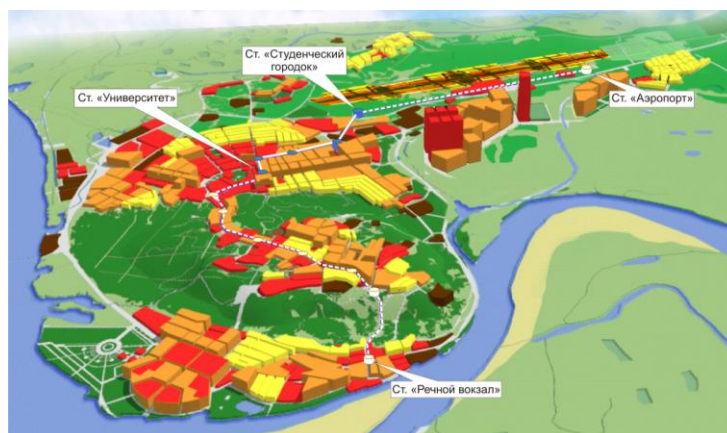 Ст. «Студенческий
городок»
Ст. «Университет»
Ст. «Аэропорт»
Ст. «Речной вокзал»